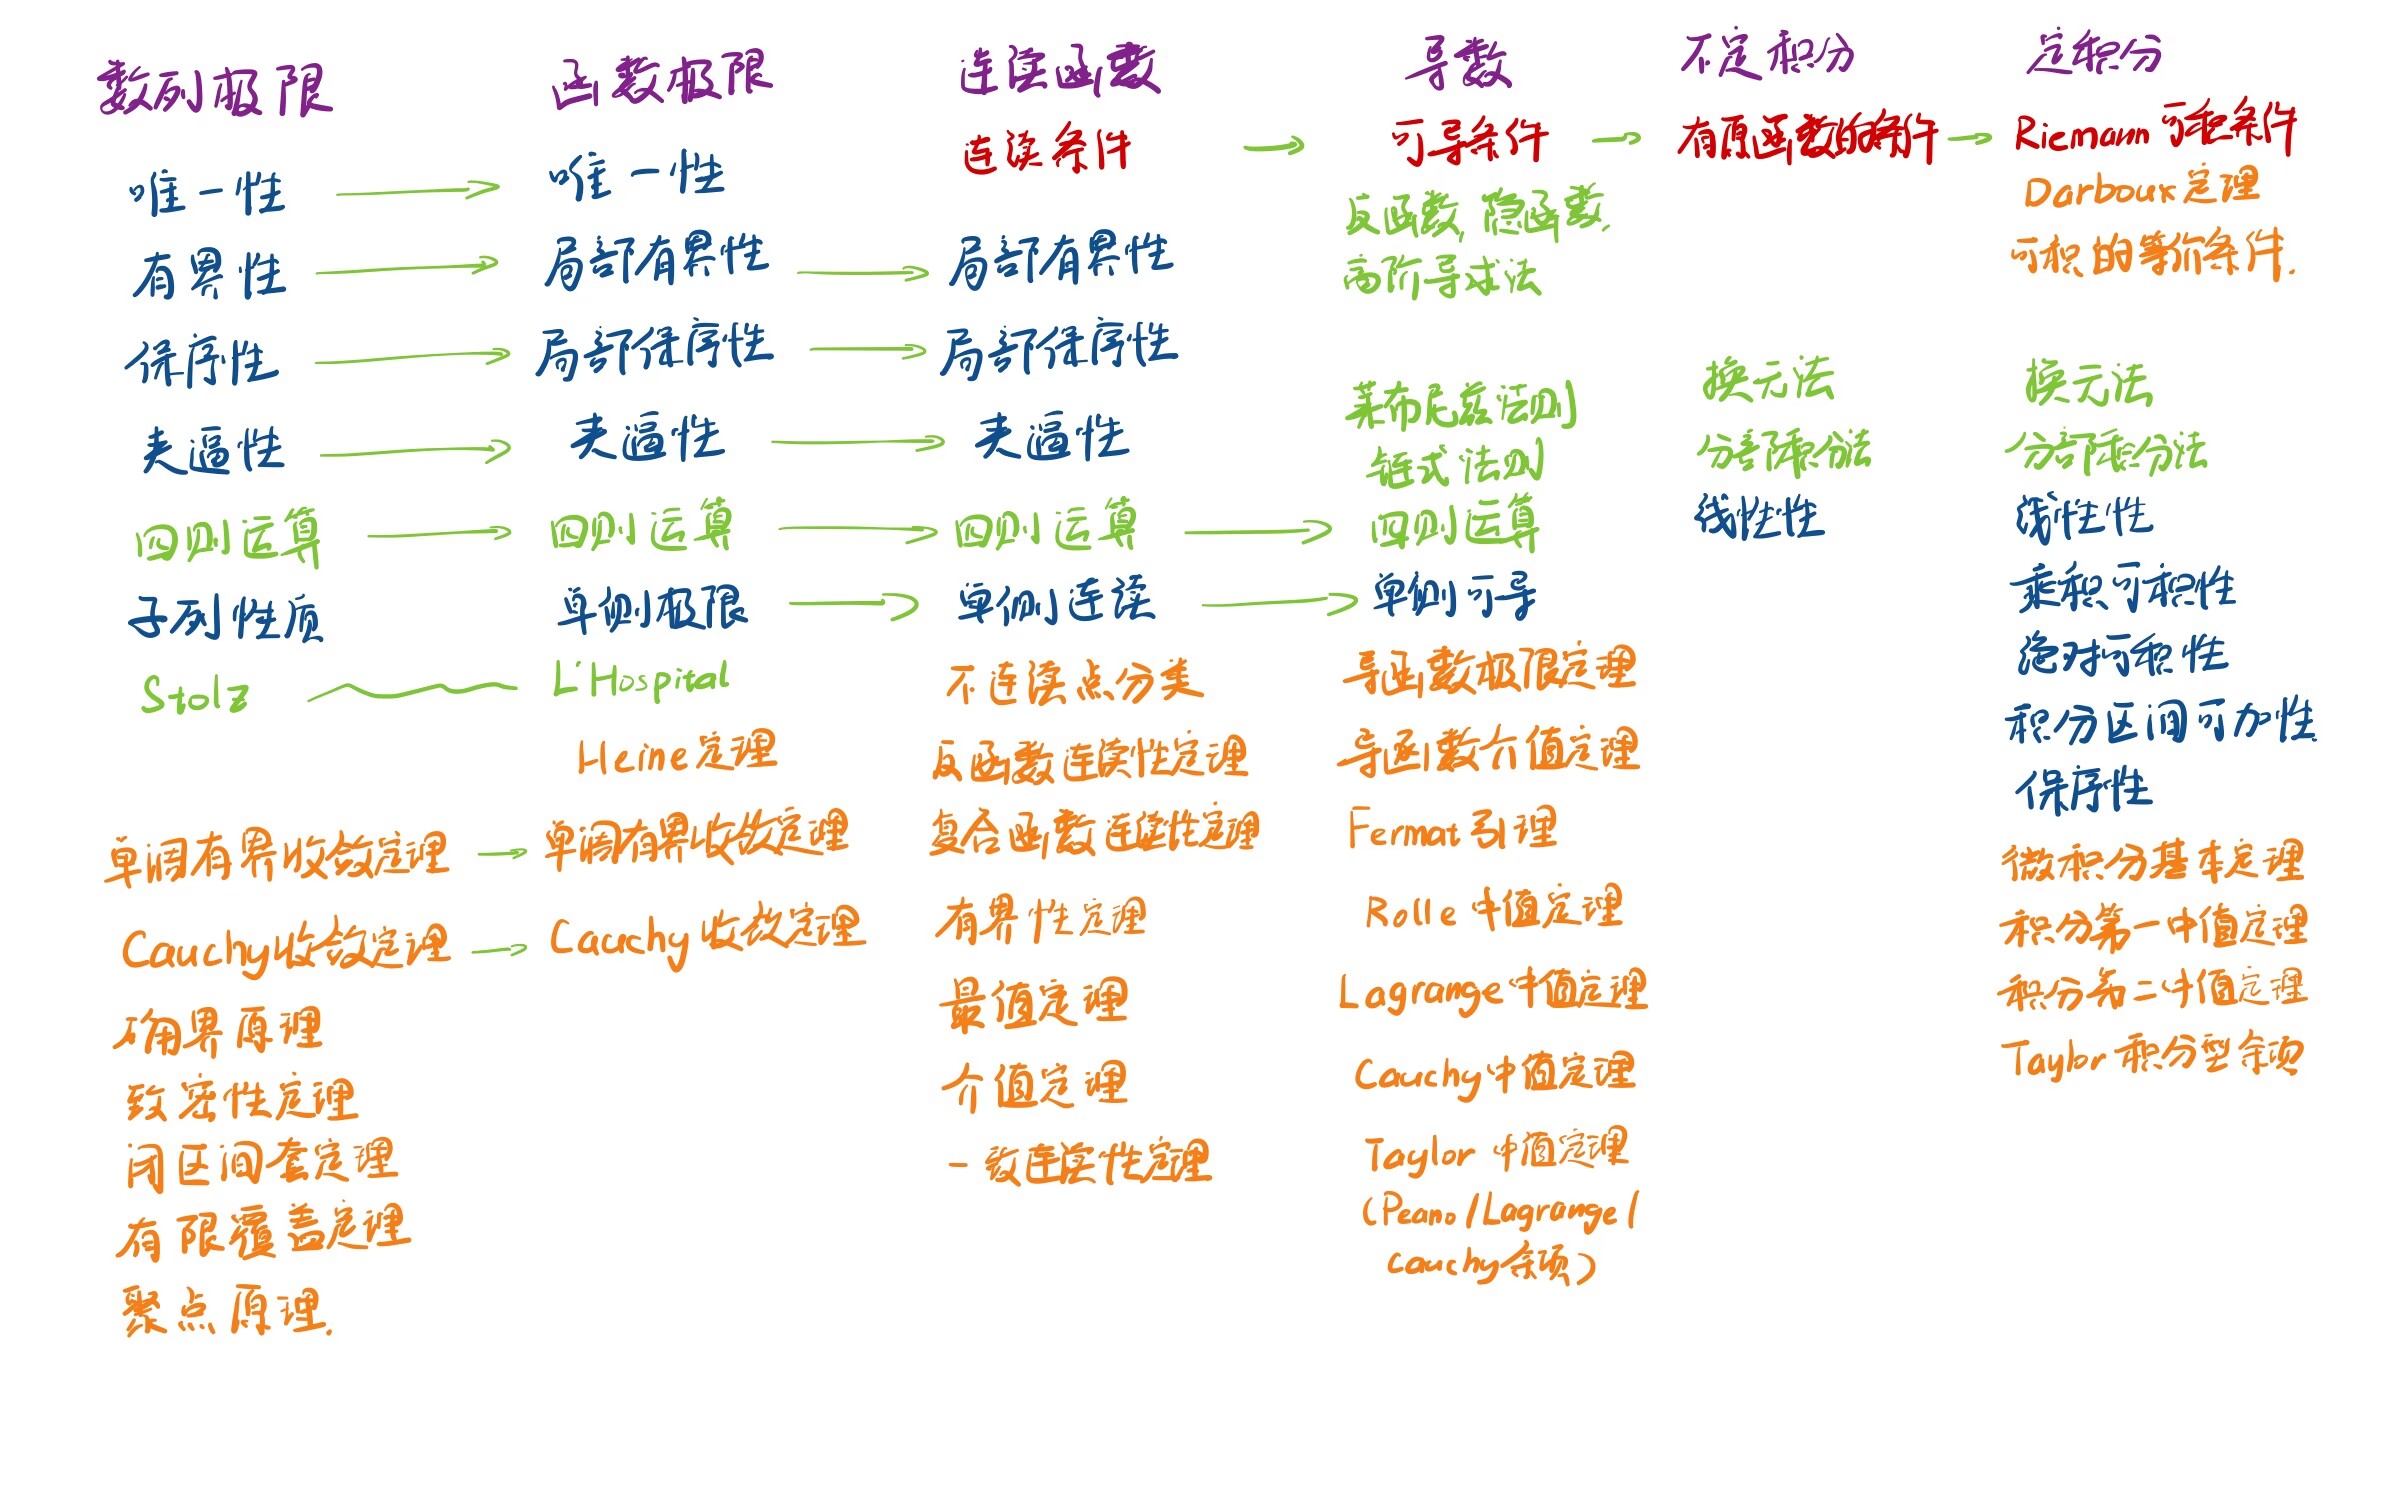 数列极限
唯一性
有界性
保序性
夹逼性
四则运算
子列性质
Stolz
单调有界收敛定理
Cauchy收敛定理
确界原理
致密性定理
闭区间套定理
有限覆盖定理
聚点原理.
函数极限
唯一性
局部有界性
局部保序性
夹逼性
四则运算
单侧极限
L'Hospital
Heine定理
单调有界收敛定理
Cauchy收敛定理
连续函数
连续条件
局部有界性
局部保序性
夹逼性
四则运算
单侧连续
不连续点分类
反函数连续性定理
复合函数连续性定理
有界性定理
最值定理
介值定理
一致连续性定理
导数
可导条件
反函数,隐函数,
高阶导求法
莱布尼兹法则
链式法则
四则运算
单侧可导
导函数极限定理
导函数介值定理
Fermat引理
Rolle中值定理
Lagrange中值定理
Cauchy中值定理
Taylor中值定理
(Peano/Lagrange/
Cauchy余项)
不定积分
有原函数的条件
换元法
分部积分法
线性性
定积分
Riemann可积条件
Darboux定理
可积的等价条件.
换元法
分部积分法
线性性
乘积可积性
绝对可积性
积分区间可加性
保序性
微积分基本定理
积分第一中值定理
积分第二中值定理
Taylor积分型余项